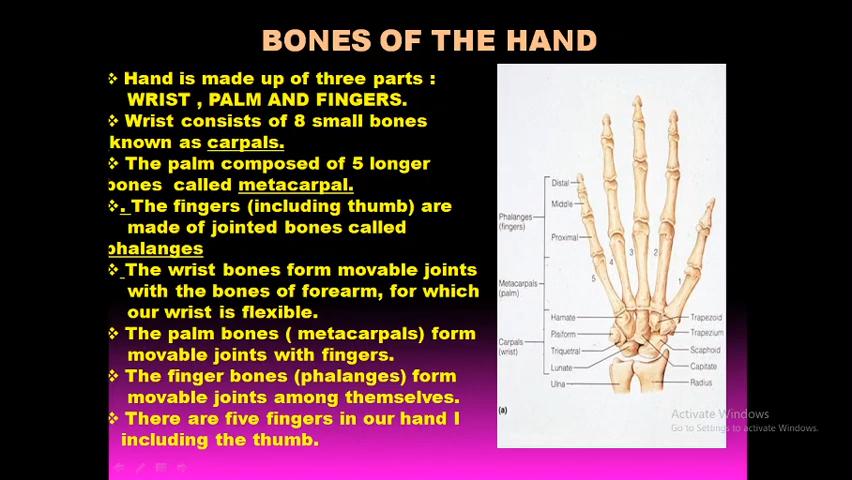 BONES OF THE HAND
Hand is made up of three parts :
WRIST , PALM AND FINGERS.
Wrist consists of 8 small bones
known as carpals.
The palm composed of 5 longer
bones called metacarpal.
. The fingers (including thumb) are
made of jointed bones called
phalanges
The wrist bones form movable joints
with the bones of forearm, for which
our wrist is flexible.
The palm bones ( metacarpals) form
movable joints with fingers.
The finger bones (phalanges) form
movable joints among themselves.
There are five fingers in our hand I
including the thumb.
Distal
Middle
Phalanges
(fingers)
Proximal
5
4
3
2
1
Metacarpals
(palm)
Hamate
Pisiform
Carpals
(wrist)
Triquetral
Lunate
Ulna
Trapezoid
Trapezium
Scaphoid
Capitate
Radius
(a)
Activate Windows
Go to Settings to activate Windows.